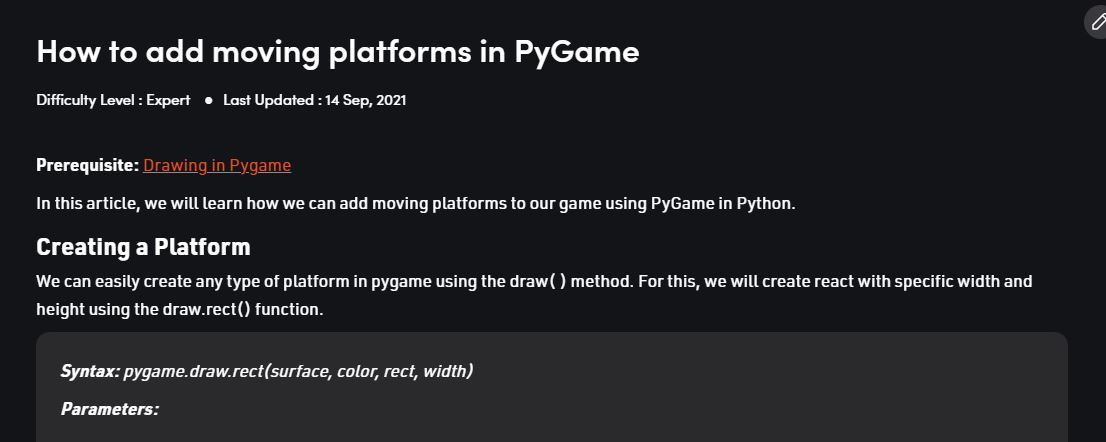 How to add moving platforms in PyGame
Difficulty Level : Expert ● Last Updated : 14 Sep, 2021
Prerequisite: Drawing in Pygame
In this article, we will learn how we can add moving platforms to our game using PyGame in Python.
Creating a Platform
We can easily create any type of platform in pygame using the draw( ) method. For this, we will create react with specific width and
height using the draw.rect() function.
Syntax: pygame.draw.rect(surface, color, rect, width)
Parameters: